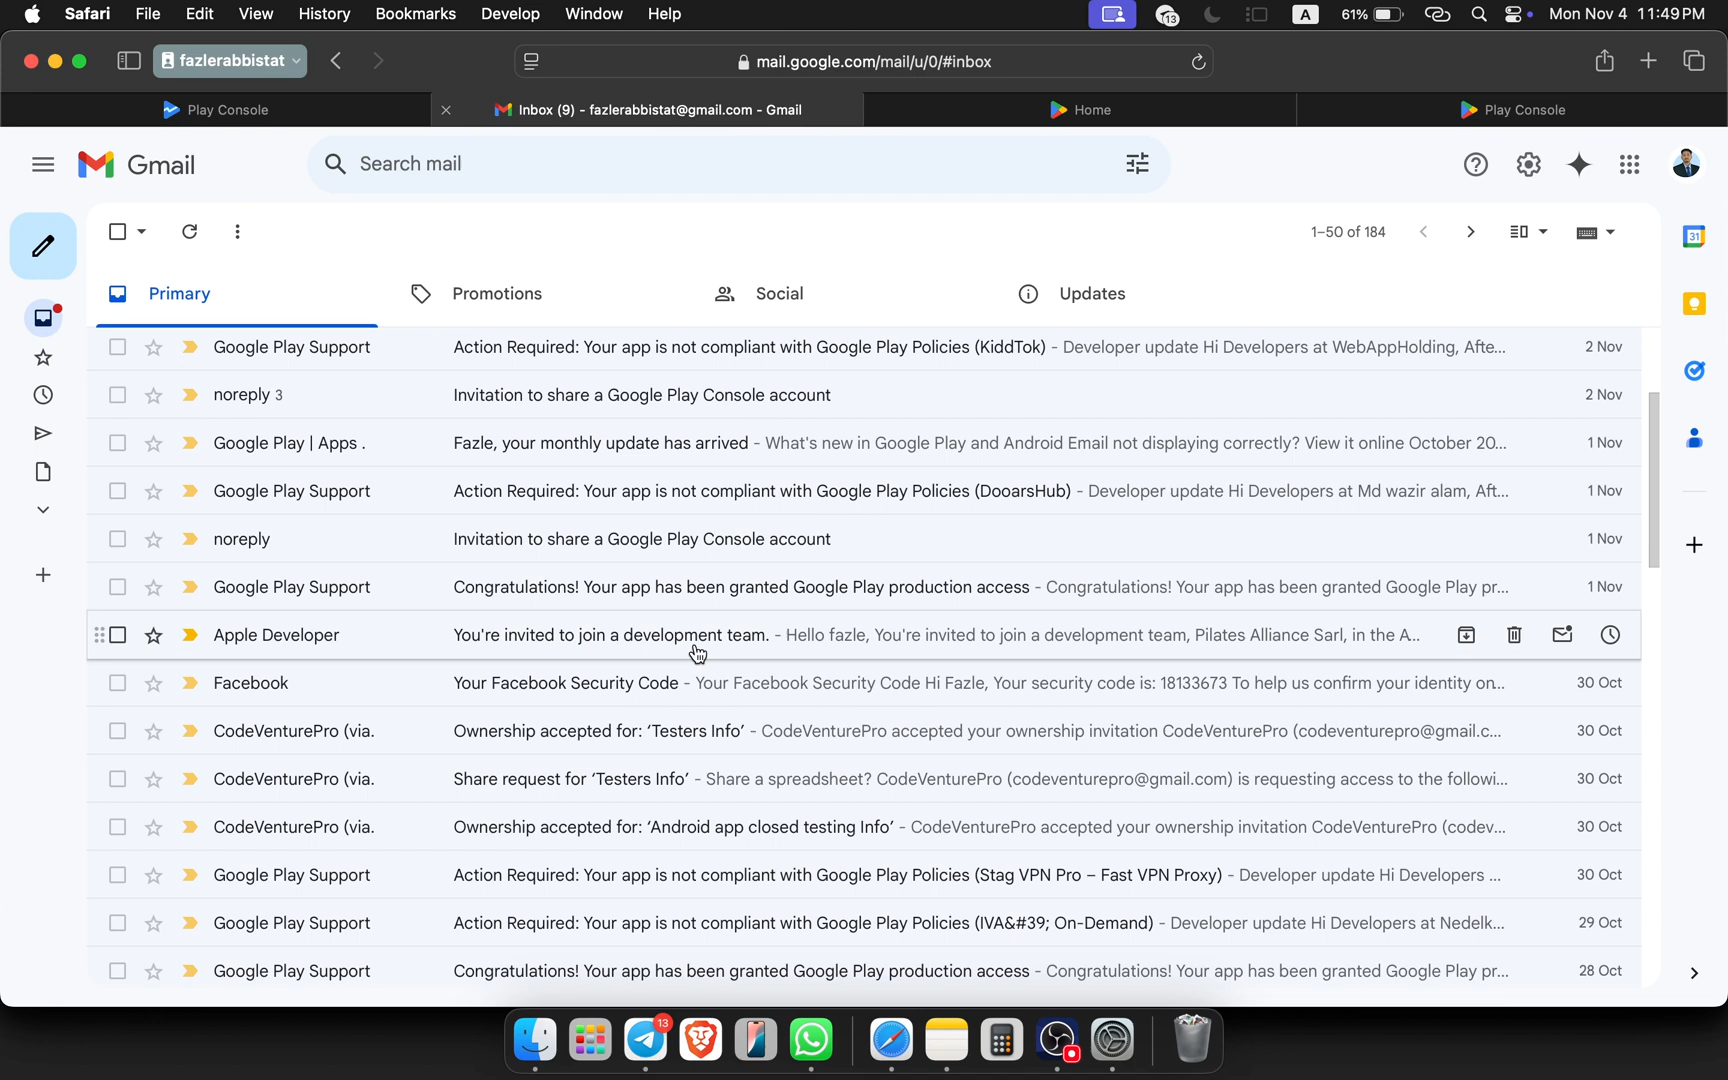 Safari File Edit View History Bookmarks Develop Window Help 13 A 61% Mon Nov 4 11:49 PM
fazlerabbistat mail.google.com/mail/u/0/#inbox
Play Console Inbox (9) - fazlerabbistat@gmail.com - Gmail Home Play Console
Gmail Search mail
1–50 of 184
31
Primary Promotions Social Updates
Google Play Support Action Required: Your app is not compliant with Google Play Policies (KiddTok) - Developer update Hi Developers at WebAppHolding, Afte... 2 Nov
noreply 3 Invitation to share a Google Play Console account 2 Nov
Google Play | Apps . Fazle, your monthly update has arrived - What's new in Google Play and Android Email not displaying correctly? View it online October 20... 1 Nov
Google Play Support Action Required: Your app is not compliant with Google Play Policies (DooarsHub) - Developer update Hi Developers at Md wazir alam, Aft... 1 Nov
noreply Invitation to share a Google Play Console account 1 Nov
Google Play Support Congratulations! Your app has been granted Google Play production access - Congratulations! Your app has been granted Google Play pr... 1 Nov
Apple Developer You're invited to join a development team. - Hello fazle, You're invited to join a development team, Pilates Alliance Sarl, in the A...
Facebook Your Facebook Security Code - Your Facebook Security Code Hi Fazle, Your security code is: 18133673 To help us confirm your identity on... 30 Oct
CodeVenturePro (via. Ownership accepted for: ‘Testers Info’ - CodeVenturePro accepted your ownership invitation CodeVenturePro (codeventurepro@gmail.c... 30 Oct
CodeVenturePro (via. Share request for ‘Testers Info’ - Share a spreadsheet? CodeVenturePro (codeventurepro@gmail.com) is requesting access to the followi... 30 Oct
CodeVenturePro (via. Ownership accepted for: ‘Android app closed testing Info’ - CodeVenturePro accepted your ownership invitation CodeVenturePro (codev... 30 Oct
Google Play Support Action Required: Your app is not compliant with Google Play Policies (Stag VPN Pro – Fast VPN Proxy) - Developer update Hi Developers ... 30 Oct
Google Play Support Action Required: Your app is not compliant with Google Play Policies (IVA&#39; On-Demand) - Developer update Hi Developers at Nedelk... 29 Oct
Google Play Support Congratulations! Your app has been granted Google Play production access - Congratulations! Your app has been granted Google Play pr... 28 Oct
13